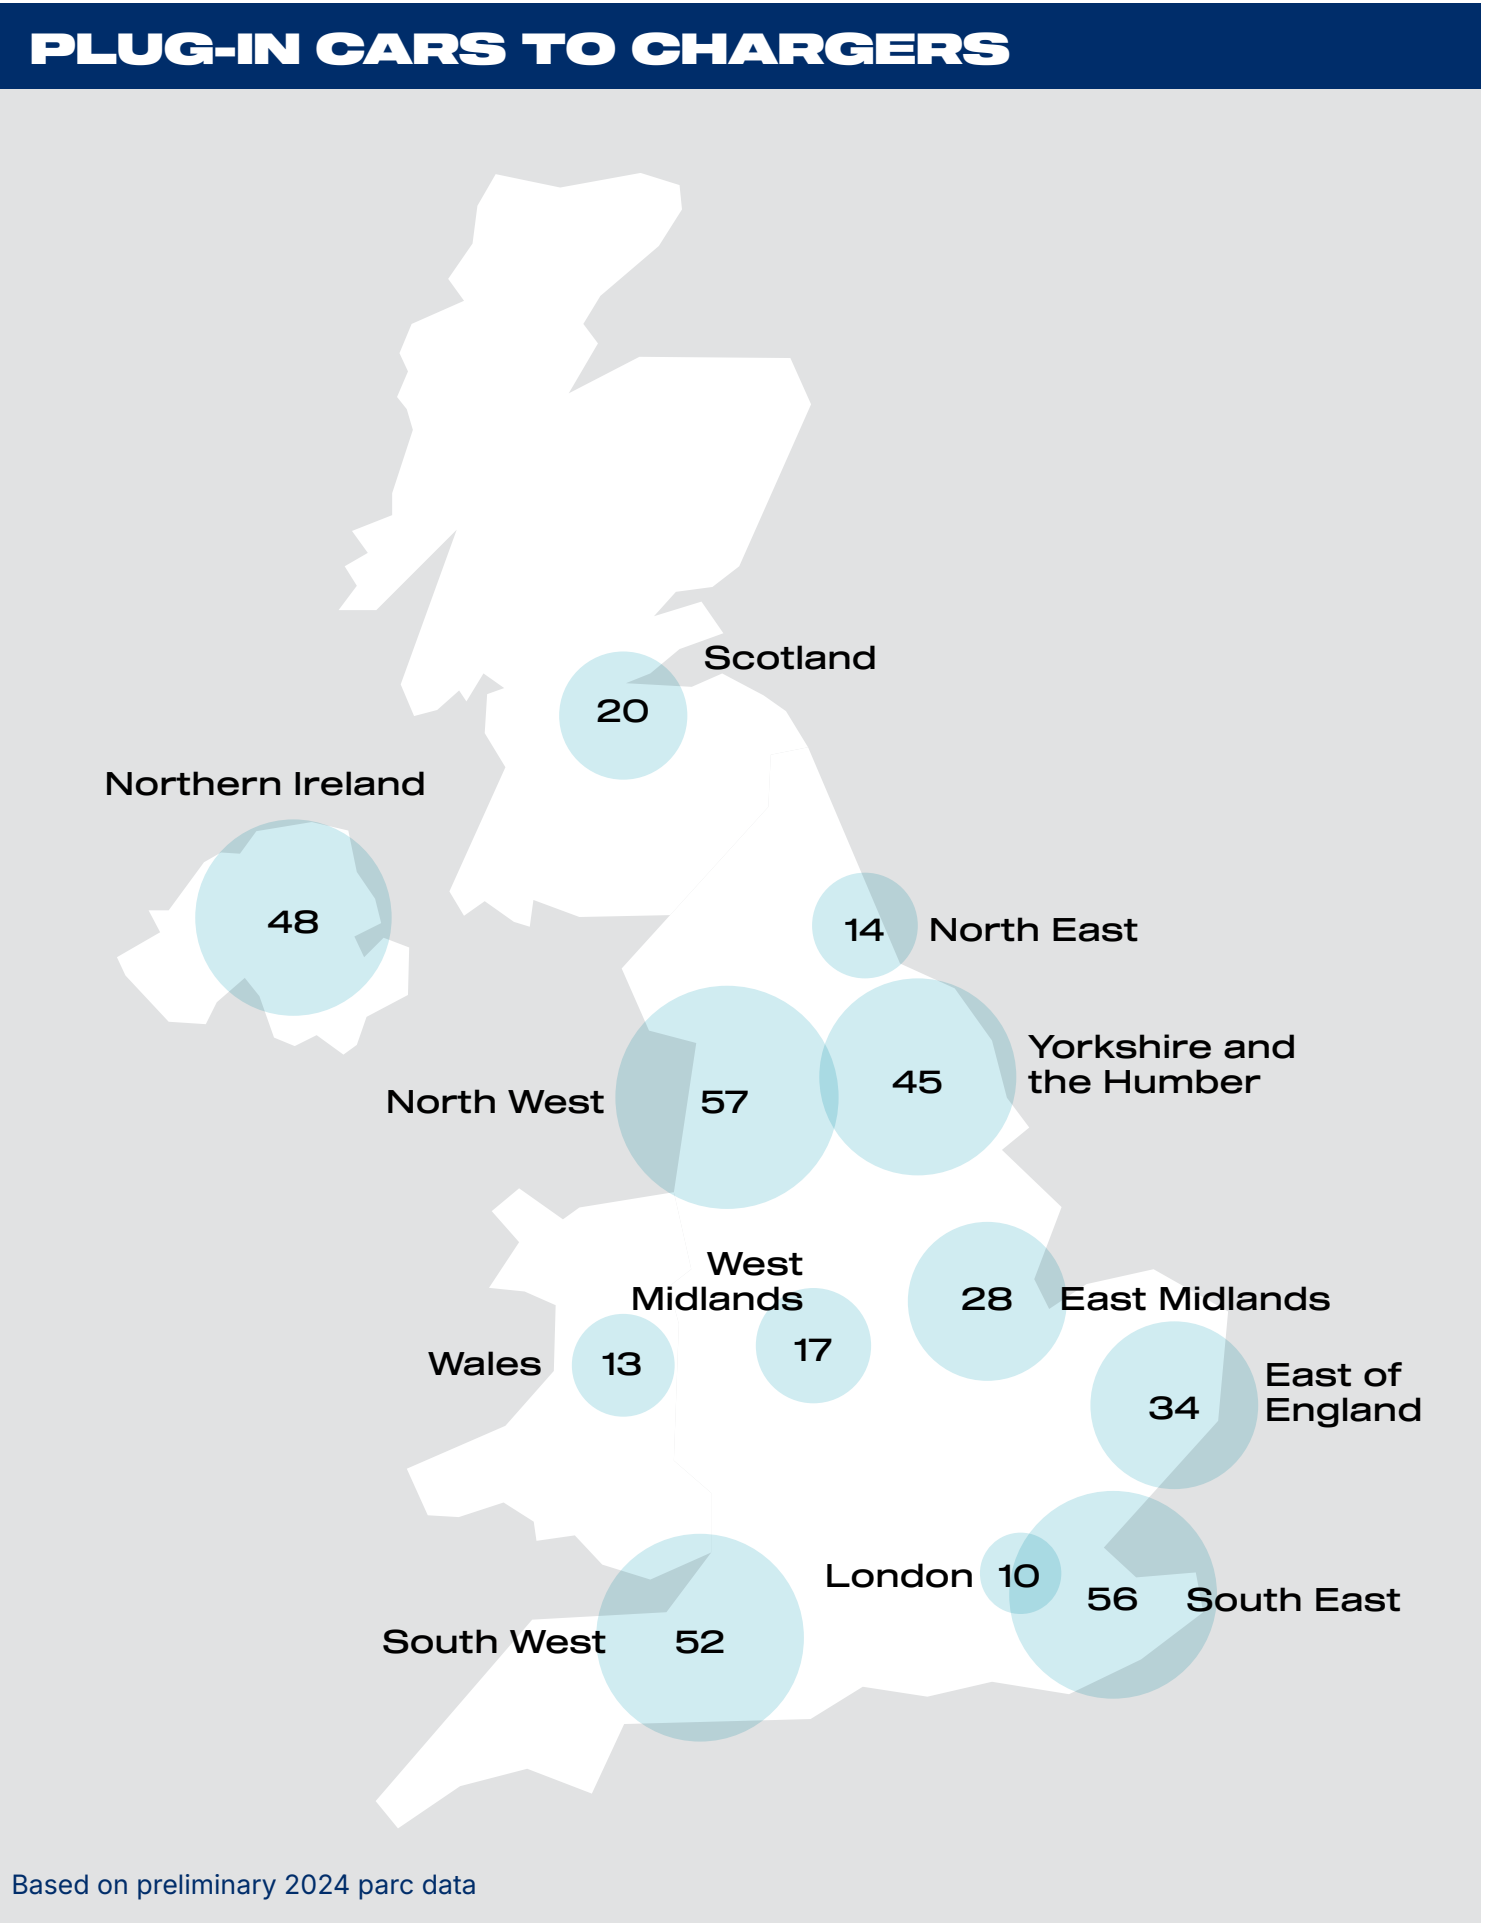 PLUG-IN CARS TO CHARGERS
Scotland
20
Northern Ireland
48
14
North East
Yorkshire and
the Humber
45
North West
57
West
Midlands
17
28
East Midlands
Wales
13
East of
England
34
London
10
56
South East
South West
52
Based on preliminary 2024 parc data